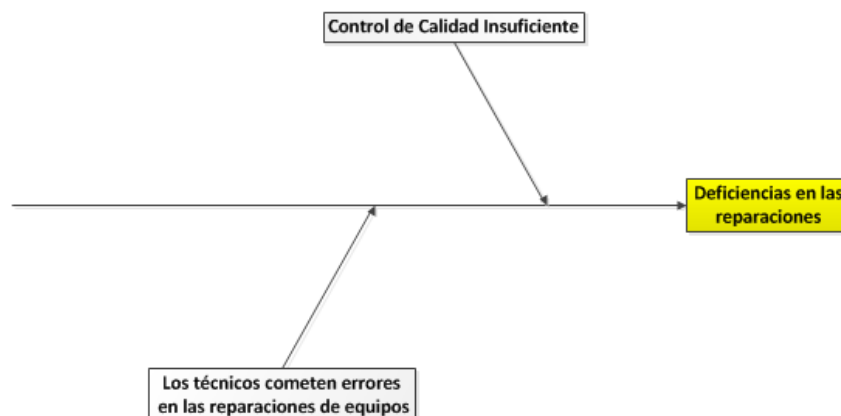 Control de Calidad Insuficiente
Deficiencias en las
reparaciones
Los técnicos cometen errores
en las reparaciones de equipos